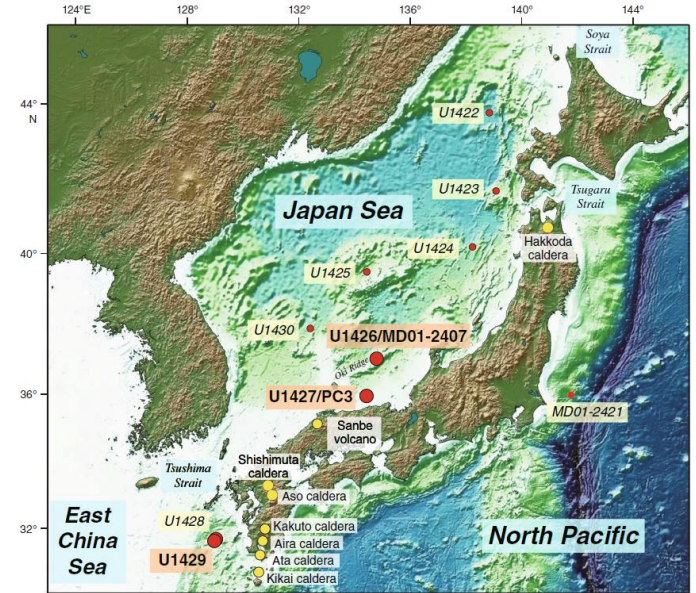 124°E
128°
132°
136°
140°
144°
Soya
Strait
44°
N
U1422
U1423
Tsugaru
Strait
Japan Sea
U1424
Hakkoda
caldera
40°
U1425
U1430
U1426/MD01-2407
Oki Ridge
36°
U1427/PC3
MD01-2421
Sanbe
volcano
Shishimuta
caldera
Tsushima
Strait
Aso caldera
East
China
Sea
U1428
Kakuto caldera
32°
Aira caldera
North Pacific
U1429
Ata caldera
Kikai caldera